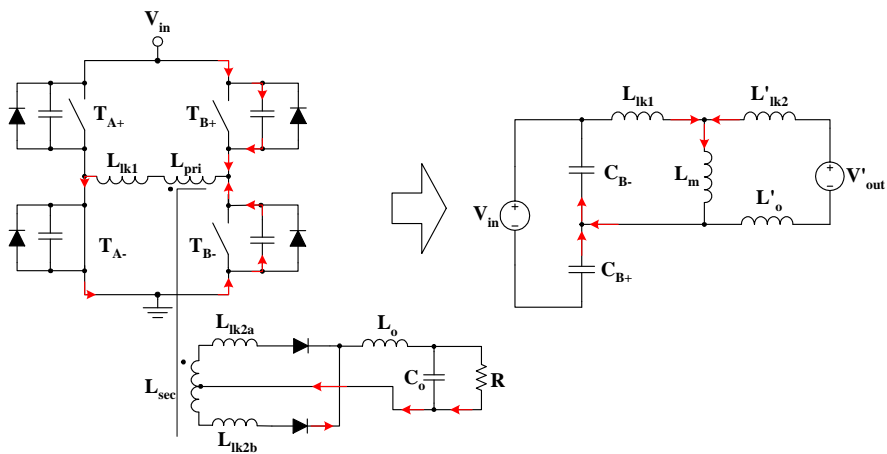 V_in
T_A+
T_B+
L_lk1
L_pri
T_A-
T_B-
L_lk2a
L_o
L_sec
C_o
R
L_lk2b
L_lk1
L'_lk2
C_B-
L_m
V'_out
V_in
L'_o
C_B+